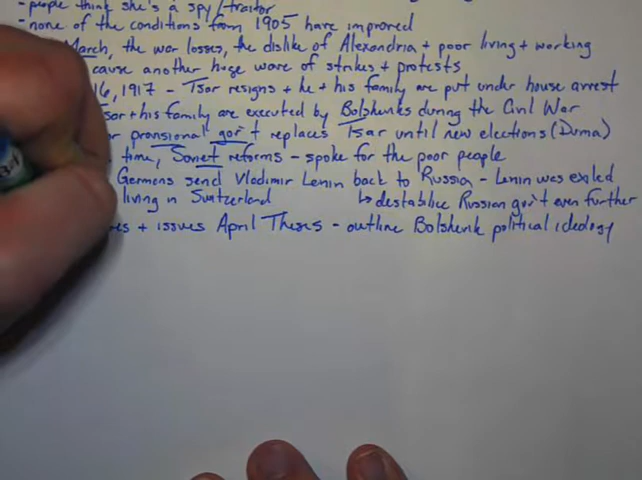 - people think she's a spy/traitor
- none of the conditions from 1905 have improved
March, the war losses, the dislike of Alexandria + poor living + working
cause another huge wave of strikes + protests
16, 1917 - Tsar resigns + he + his family are put under house arrest
+ his family are executed by Bolsheviks during the Civil War
provisional gov't replaces Tsar until new elections (Duma)
time, Soviet reforms - spoke for the poor people
Germans send Vladimir Lenin back to Russia - Lenin was exiled
living in Switzerland ↳ destabilize Russian gov't even further
+ issues April Theses - outline Bolshevik political ideology